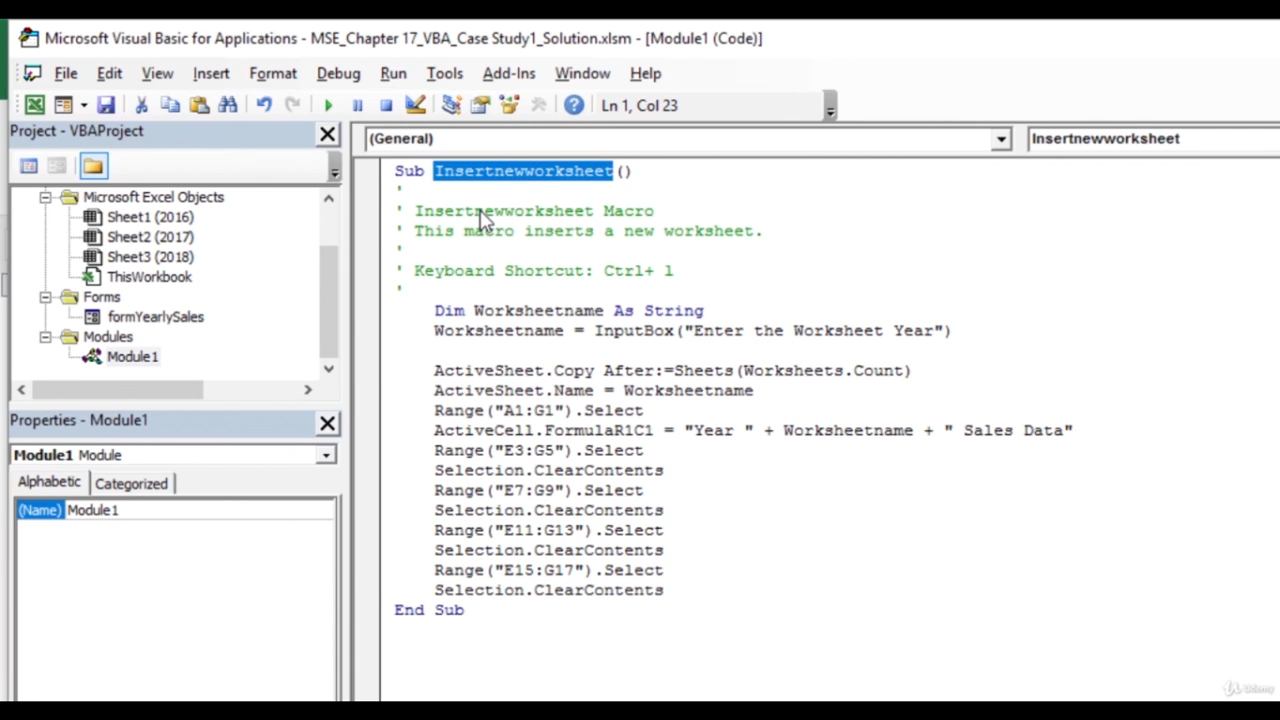 Microsoft Visual Basic for Applications - MSE_Chapter 17_VBA_Case Study1_Solution.xlsm - [Module1 (Code)]
File Edit View Insert Format Debug Run Tools Add-Ins Window Help
Ln 1, Col 23
Project - VBAProject
Microsoft Excel Objects
Sheet1 (2016)
Sheet2 (2017)
Sheet3 (2018)
ThisWorkbook
Forms
formYearlySales
Modules
Module1
Properties - Module1
Module1 Module
Alphabetic Categorized
(Name) Module1
(General) Insertnewworksheet
Sub Insertnewworksheet()
'
' Insertnewworksheet Macro
' This macro inserts a new worksheet.
'
' Keyboard Shortcut: Ctrl+ l
'
Dim Worksheetname As String
Worksheetname = InputBox("Enter the Worksheet Year")
ActiveSheet.Copy After:=Sheets(Worksheets.Count)
ActiveSheet.Name = Worksheetname
Range("A1:G1").Select
ActiveCell.FormulaR1C1 = "Year " + Worksheetname + " Sales Data"
Range("E3:G5").Select
Selection.ClearContents
Range("E7:G9").Select
Selection.ClearContents
Range("E11:G13").Select
Selection.ClearContents
Range("E15:G17").Select
Selection.ClearContents
End Sub
Udemy